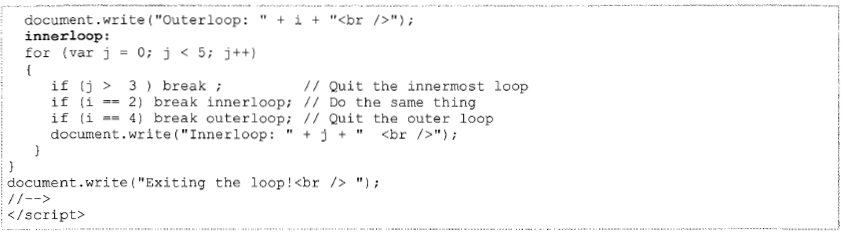 document.write("Outerloop: " + i + "<br />");
innerloop:
for (var j = 0; j < 5; j++)
{
if (j > 3 ) break ; // Quit the innermost loop
if (i == 2) break innerloop; // Do the same thing
if (i == 4) break outerloop; // Quit the outer loop
document.write("Innerloop: " + j + " <br />");
}
}
document.write("Exiting the loop!<br /> ");
//-->
</script>